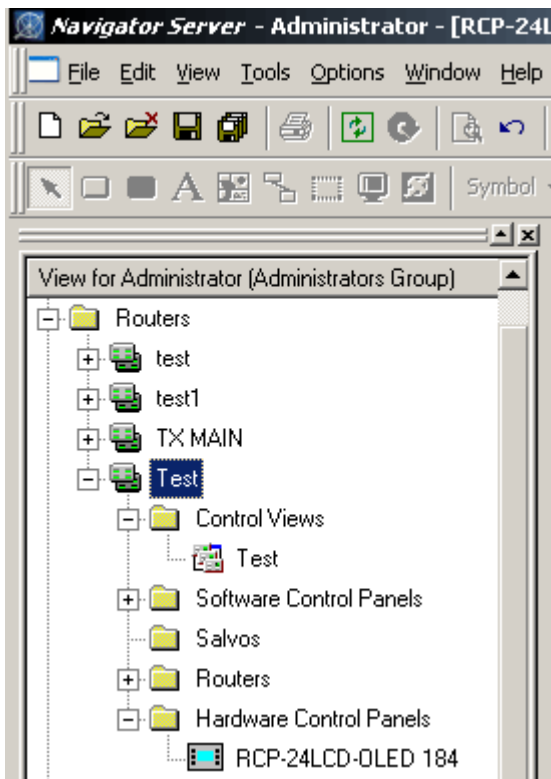 Navigator Server - Administrator - [RCP-24L
File Edit View Tools Options Window Help
A Symbol
View for Administrator (Administrators Group)
Routers
test
test1
TX MAIN
Test
Control Views
Test
Software Control Panels
Salvos
Routers
Hardware Control Panels
RCP-24LCD-OLED 184